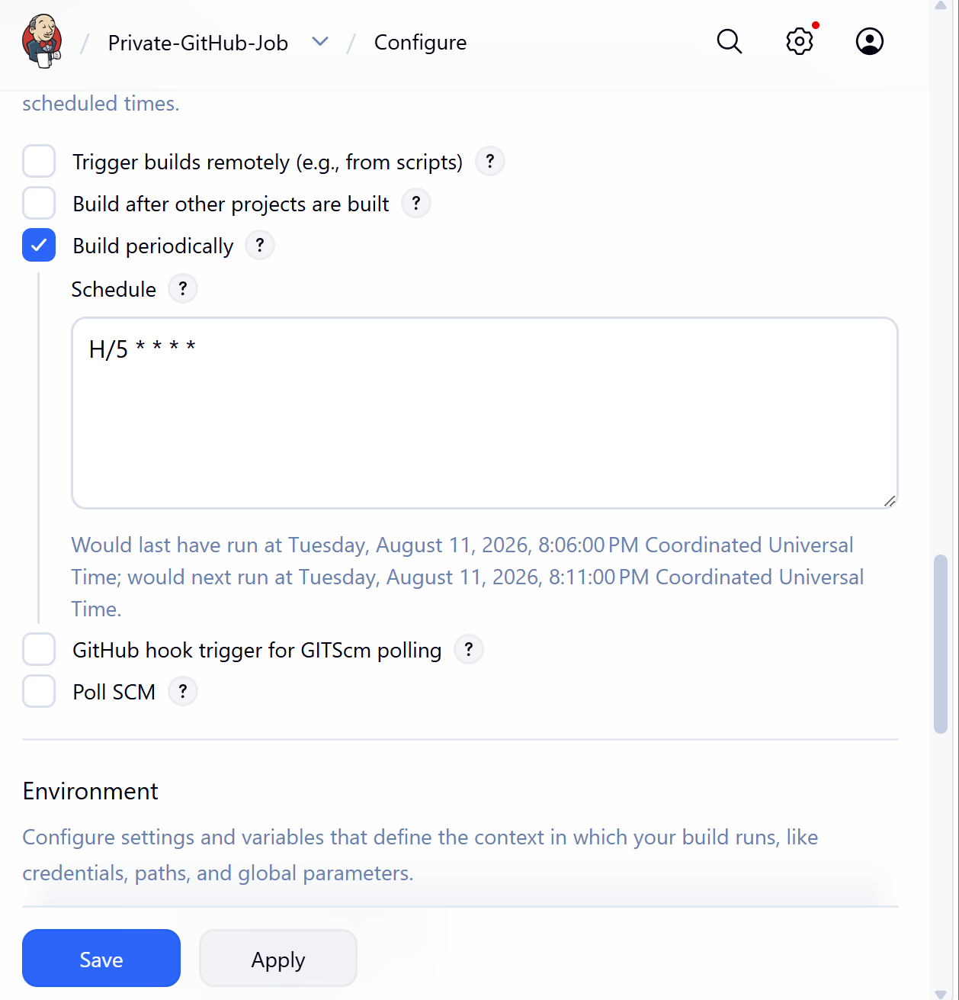 / Private-GitHub-Job / Configure
scheduled times.
Trigger builds remotely (e.g., from scripts) ?
Build after other projects are built ?
Build periodically ?
Schedule ?
H/5 * * * *
Would last have run at Tuesday, August 11, 2026, 8:06:00 PM Coordinated Universal
Time; would next run at Tuesday, August 11, 2026, 8:11:00 PM Coordinated Universal
Time.
GitHub hook trigger for GITScm polling ?
Poll SCM ?
Environment
Configure settings and variables that define the context in which your build runs, like
credentials, paths, and global parameters.
Save Apply